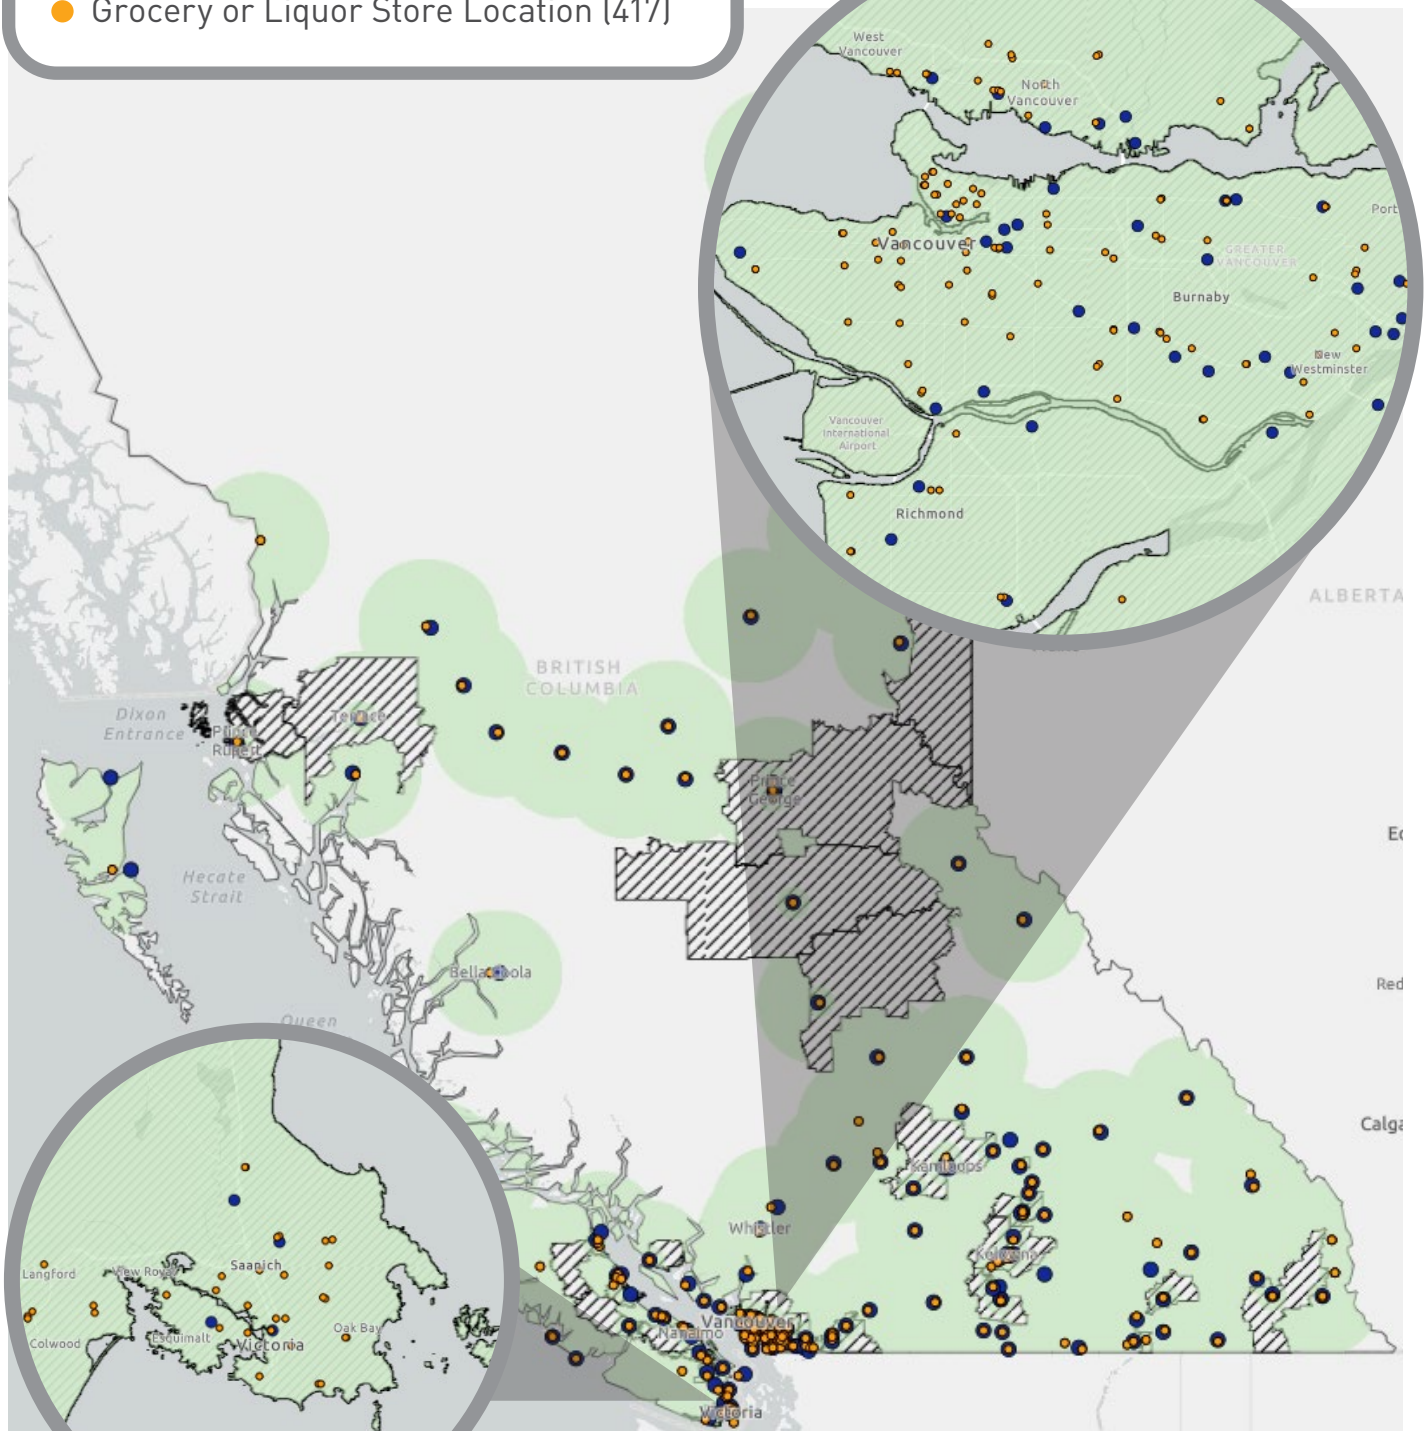 Grocery or Liquor Store Location (417)
West
Vancouver
North
Vancouver
Port
Vancouver
GREATER
VANCOUVER
Burnaby
New
Westminster
Vancouver
International
Airport
Richmond
ALBERTA
BRITISH
COLUMBIA
Dixon
Entrance
Prince
Rupert
Terrace
Prince
George
Hecate
Strait
Bella Coola
Queen
Red
Calga
Kamloops
Whistler
Kelowna
Vancouver
Nanaimo
Victoria
Langford
View Royal
Saanich
Colwood
Esquimalt
Victoria
Oak Bay